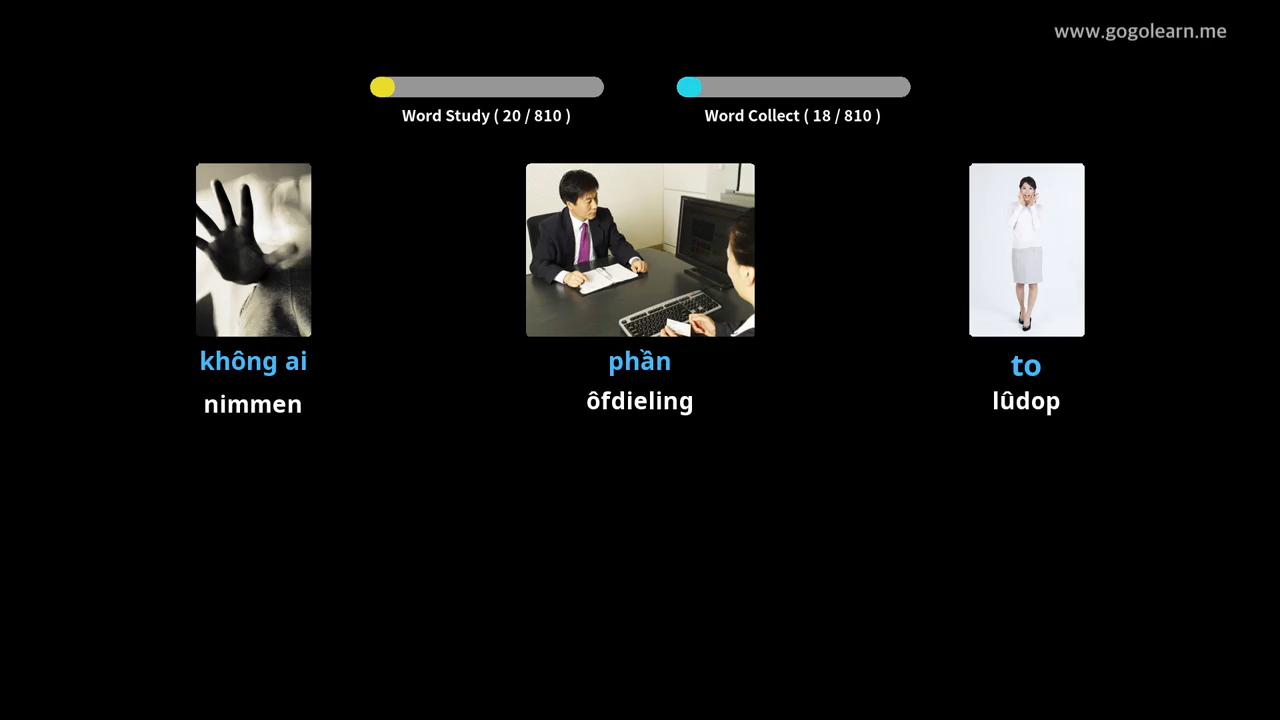 www.gogolearn.me
Word Study ( 20 / 810 )
Word Collect ( 18 / 810 )
không ai
phần
to
nimmen
ôfdieling
lûdop